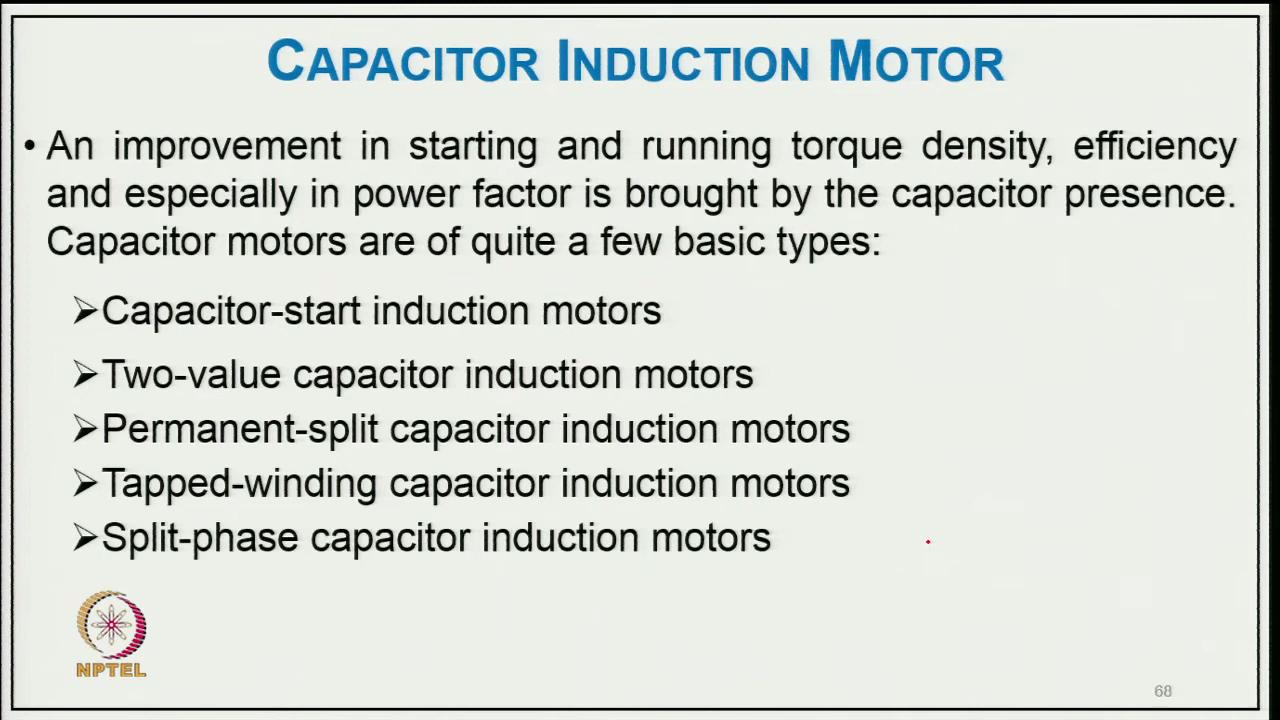 CAPACITOR INDUCTION MOTOR
• An improvement in starting and running torque density, efficiency
and especially in power factor is brought by the capacitor presence.
Capacitor motors are of quite a few basic types:
➢Capacitor-start induction motors
➢Two-value capacitor induction motors
➢Permanent-split capacitor induction motors
➢Tapped-winding capacitor induction motors
➢Split-phase capacitor induction motors
NPTEL
68